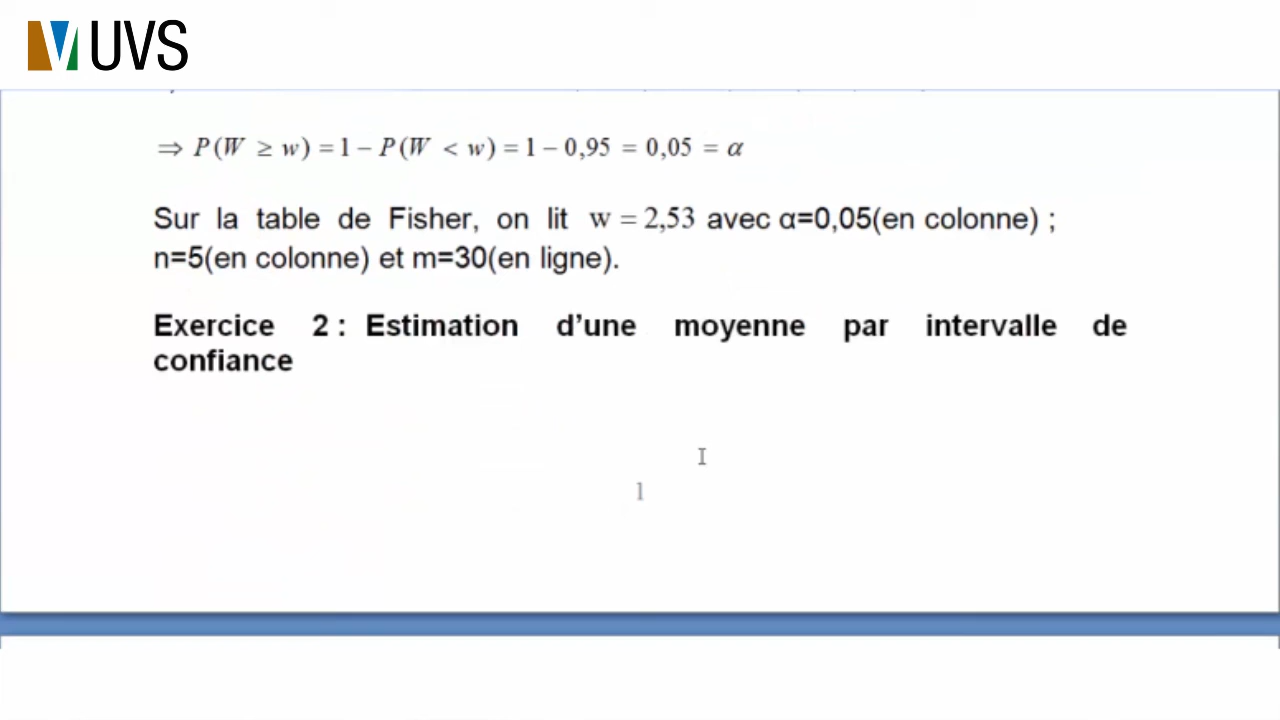 UVS
⇒ P(W ≥ w) = 1 − P(W < w) = 1 − 0,95 = 0,05 = α
Sur la table de Fisher, on lit w = 2,53 avec α=0,05(en colonne) ;
n=5(en colonne) et m=30(en ligne).
Exercice 2 : Estimation d’une moyenne par intervalle de
confiance
1